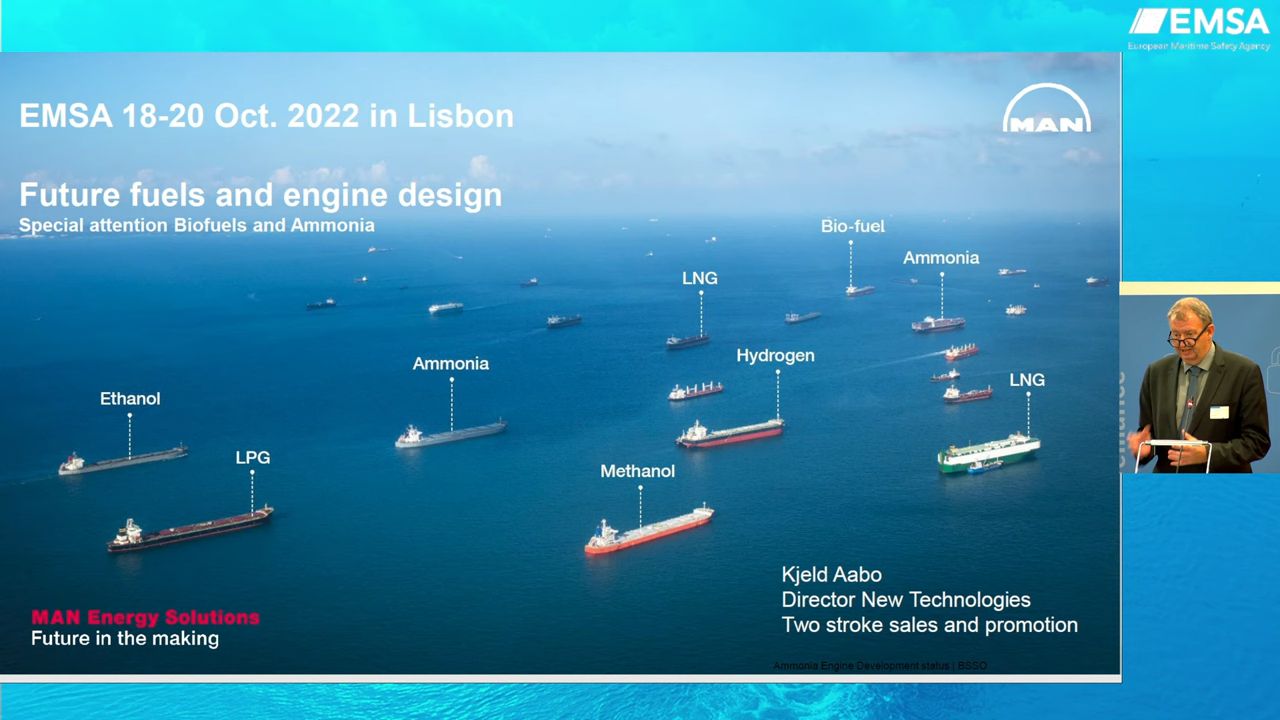 EMSA
European Maritime Safety Agency
EMSA 18-20 Oct. 2022 in Lisbon
MAN
Future fuels and engine design
Special attention Biofuels and Ammonia
Bio-fuel
Ammonia
LNG
Hydrogen
Ammonia
LNG
Ethanol
LPG
Methanol
Kjeld Aabo
Director New Technologies
Two stroke sales and promotion
MAN Energy Solutions
Future in the making
Ammonia Engine Development status | BSSO